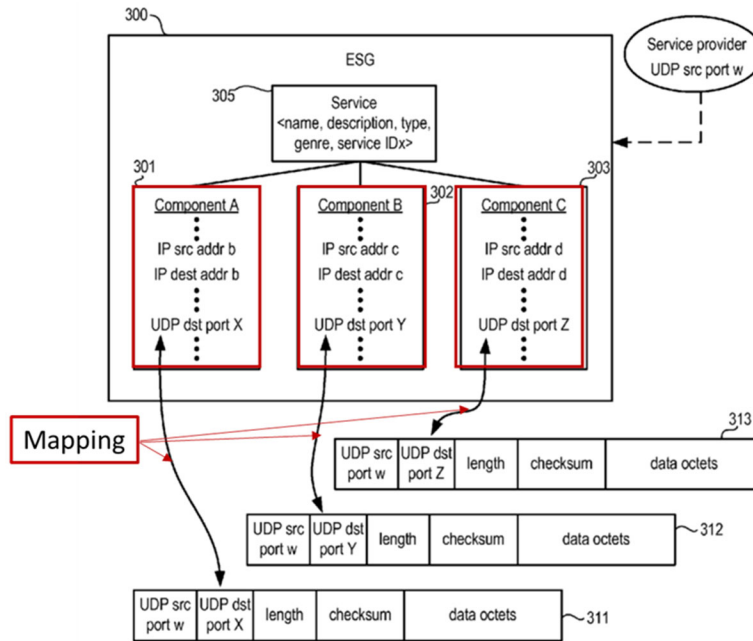 300
ESG
Service provider
UDP src port w
305
Service
<name, description, type,
genre, service IDx>
301
302
303
Component A
IP src addr b
IP dest addr b
UDP dst port X
Component B
IP src addr c
IP dest addr c
UDP dst port Y
Component C
IP src addr d
IP dest addr d
UDP dst port Z
Mapping
313
UDP src
port w
UDP dst
port Z
length
checksum
data octets
UDP src
port w
UDP dst
port Y
length
checksum
data octets
312
UDP src
port w
UDP dst
port X
length
checksum
data octets
311